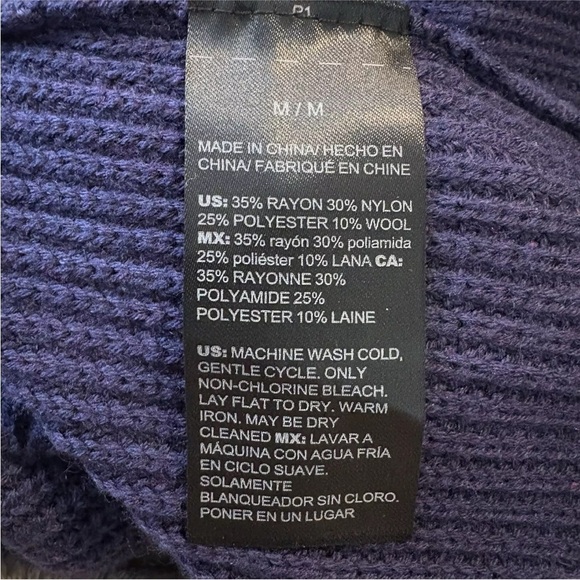 P1
M / M
MADE IN CHINA/ HECHO EN
CHINA/ FABRIQUÉ EN CHINE
US: 35% RAYON 30% NYLON
25% POLYESTER 10% WOOL
MX: 35% rayón 30% poliamida
25% poliéster 10% LANA CA:
35% RAYONNE 30%
POLYAMIDE 25%
POLYESTER 10% LAINE
US: MACHINE WASH COLD,
GENTLE CYCLE. ONLY
NON-CHLORINE BLEACH.
LAY FLAT TO DRY. WARM
IRON. MAY BE DRY
CLEANED MX: LAVAR A
MÁQUINA CON AGUA FRÍA
EN CICLO SUAVE.
SOLAMENTE
BLANQUEADOR SIN CLORO.
PONER EN UN LUGAR